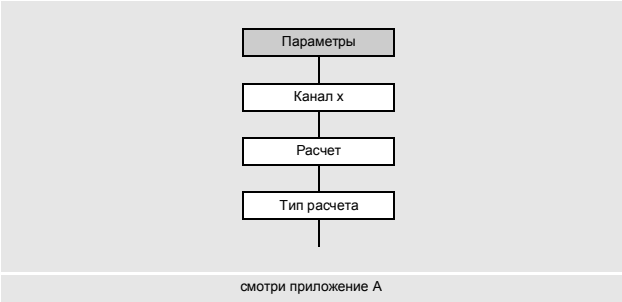 Параметры
Канал x
Расчет
Тип расчета
смотри приложение А